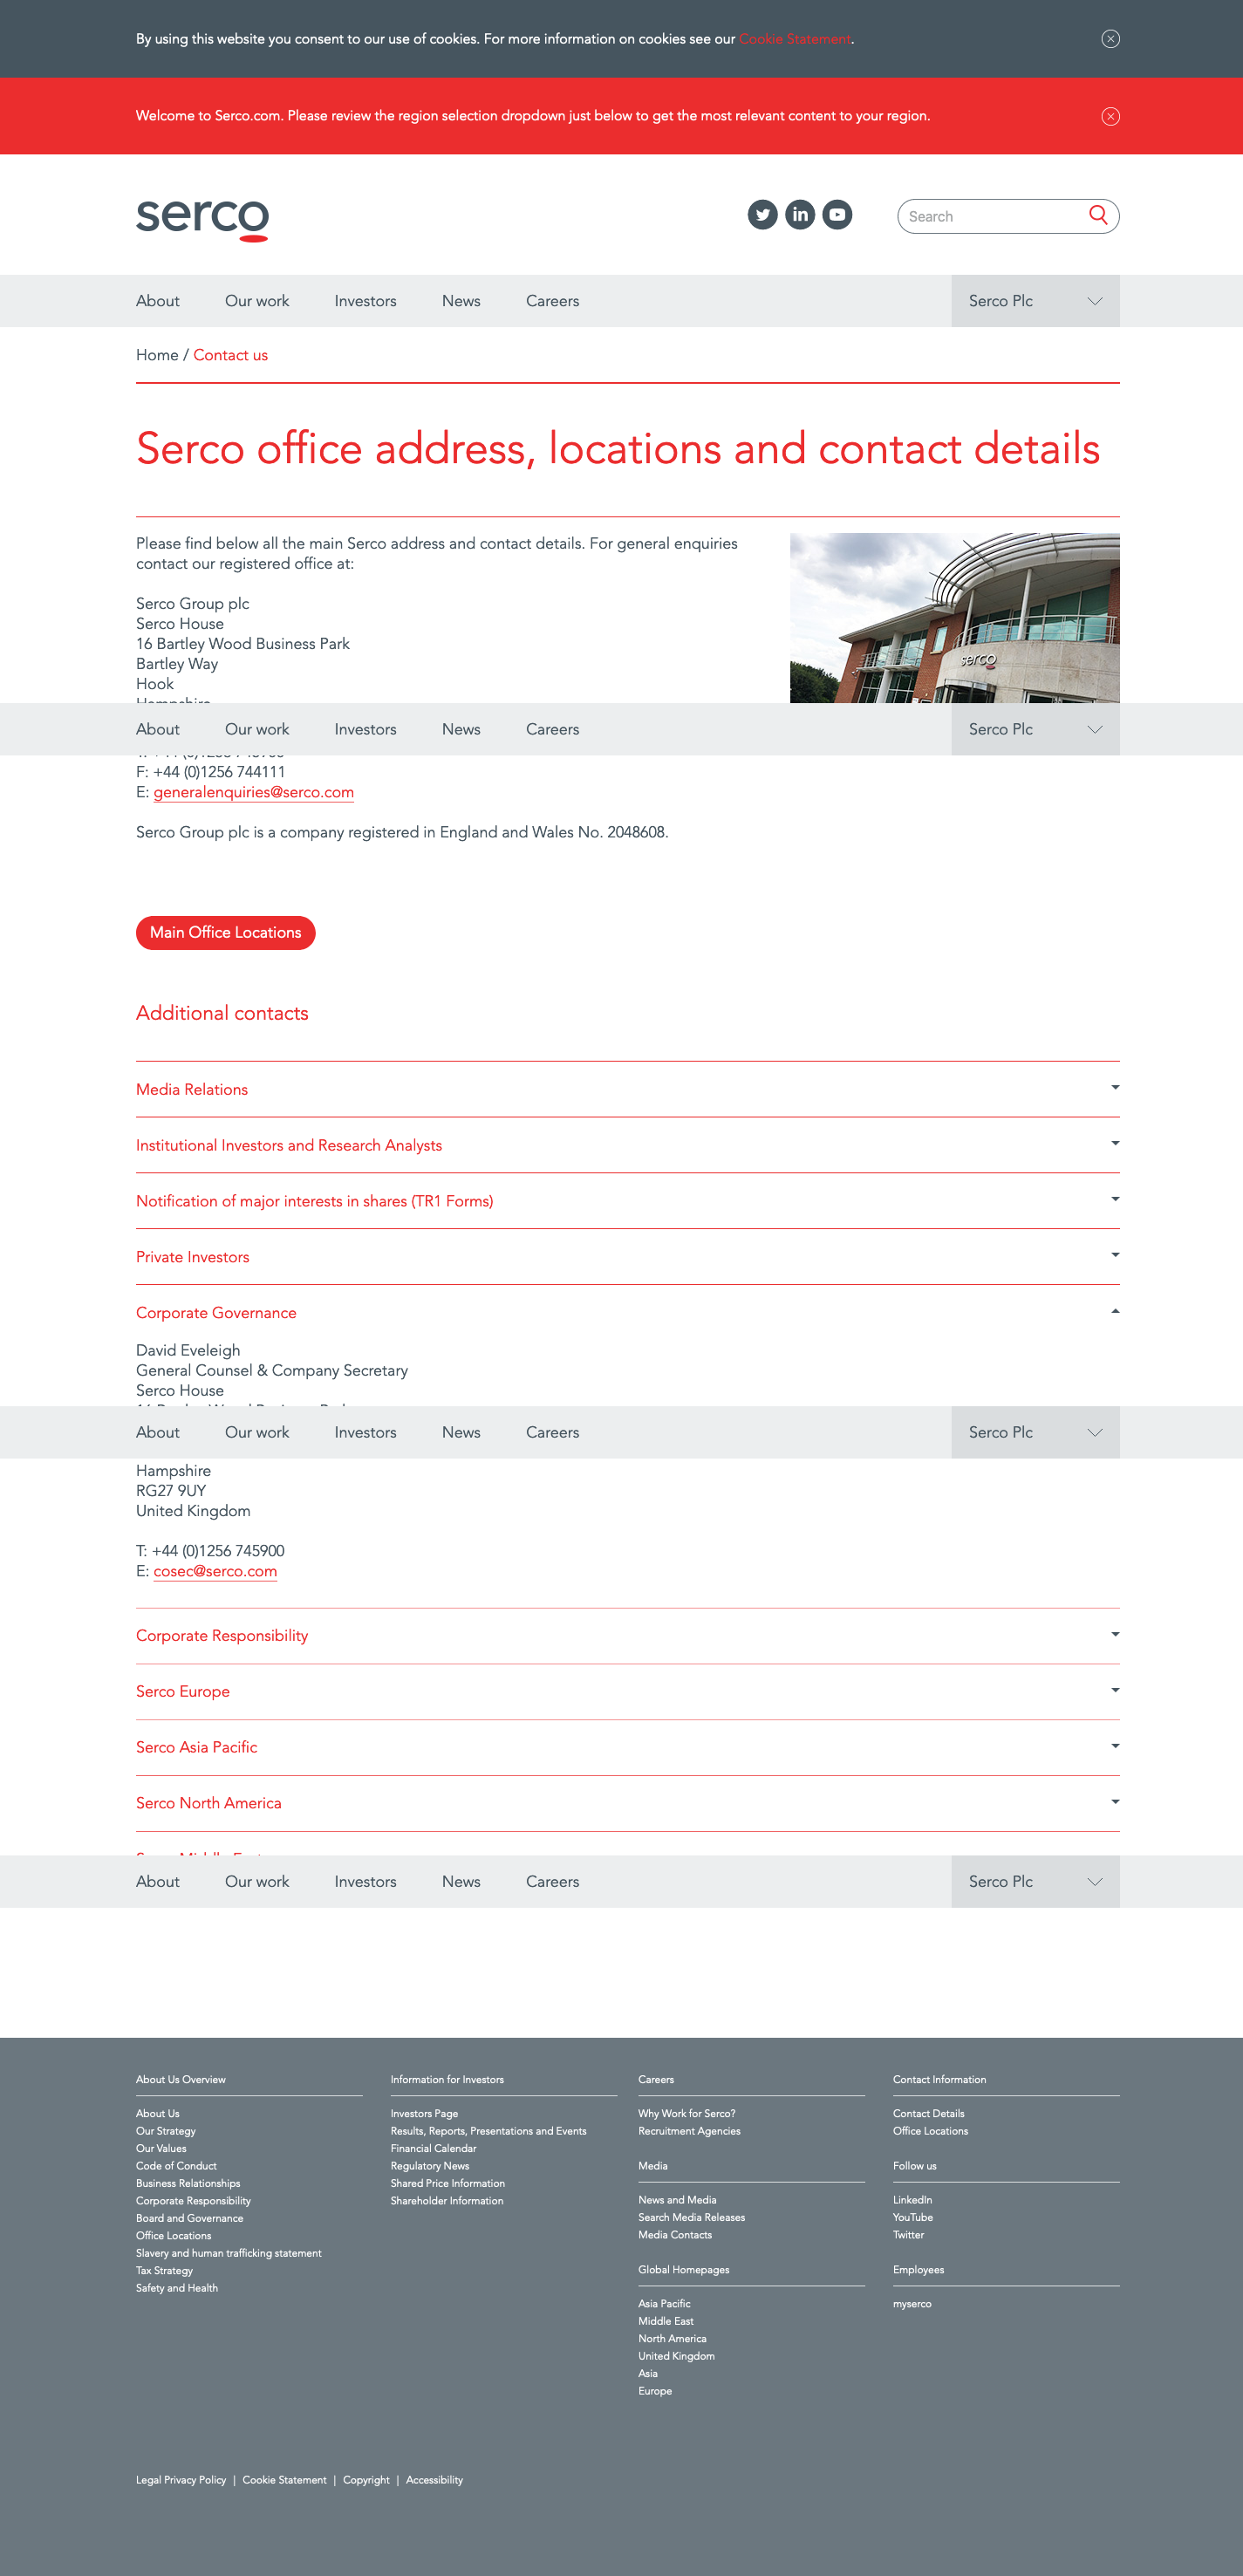 By using this website you consent to our use of cookies. For more information on cookies see our Cookie Statement.
Welcome to Serco.com. Please review the region selection dropdown just below to get the most relevant content to your region.
serco
Search
About Our work Investors News Careers Serco Plc
Home / Contact us
Serco office address, locations and contact details
Please find below all the main Serco address and contact details. For general enquiries
contact our registered office at:
Serco Group plc
Serco House
16 Bartley Wood Business Park
Bartley Way
Hook
serco
About Our work Investors News Careers Serco Plc
F: +44 (0)1256 744111
E: generalenquiries@serco.com
Serco Group plc is a company registered in England and Wales No. 2048608.
Main Office Locations
Additional contacts
Media Relations
Institutional Investors and Research Analysts
Notification of major interests in shares (TR1 Forms)
Private Investors
Corporate Governance
David Eveleigh
General Counsel & Company Secretary
Serco House
About Our work Investors News Careers Serco Plc
Hampshire
RG27 9UY
United Kingdom
T: +44 (0)1256 745900
E: cosec@serco.com
Corporate Responsibility
Serco Europe
Serco Asia Pacific
Serco North America
About Our work Investors News Careers Serco Plc
About Us Overview
About Us
Our Strategy
Our Values
Code of Conduct
Business Relationships
Corporate Responsibility
Board and Governance
Office Locations
Slavery and human trafficking statement
Tax Strategy
Safety and Health
Information for Investors
Investors Page
Results, Reports, Presentations and Events
Financial Calendar
Regulatory News
Shared Price Information
Shareholder Information
Careers
Why Work for Serco?
Recruitment Agencies
Media
News and Media
Search Media Releases
Media Contacts
Global Homepages
Asia Pacific
Middle East
North America
United Kingdom
Asia
Europe
Contact Information
Contact Details
Office Locations
Follow us
LinkedIn
YouTube
Twitter
Employees
myserco
Legal Privacy Policy | Cookie Statement | Copyright | Accessibility